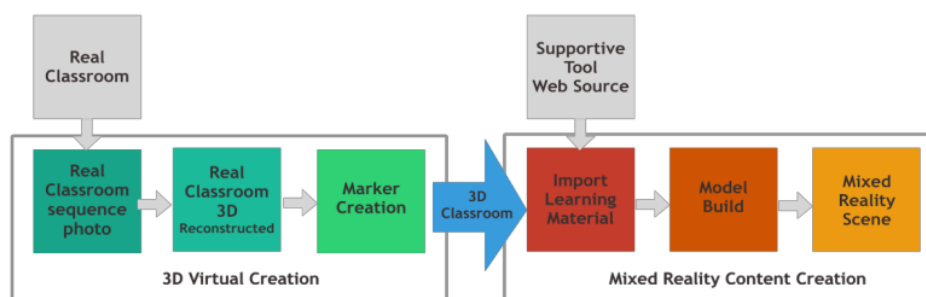 Real
Classroom
Supportive
Tool
Web Source
Real
Classroom
sequence
photo
Real
Classroom
3D
Reconstructed
Marker
Creation
3D
Classroom
Import
Learning
Material
Model
Build
Mixed
Reality
Scene
3D Virtual Creation
Mixed Reality Content Creation